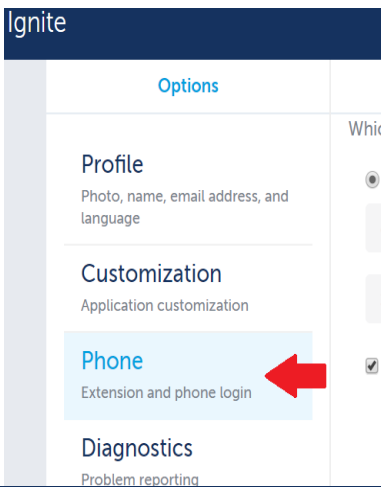 Ignite
Options
Profile
Photo, name, email address, and
language
Customization
Application customization
Phone
Extension and phone login
Diagnostics
Problem reporting